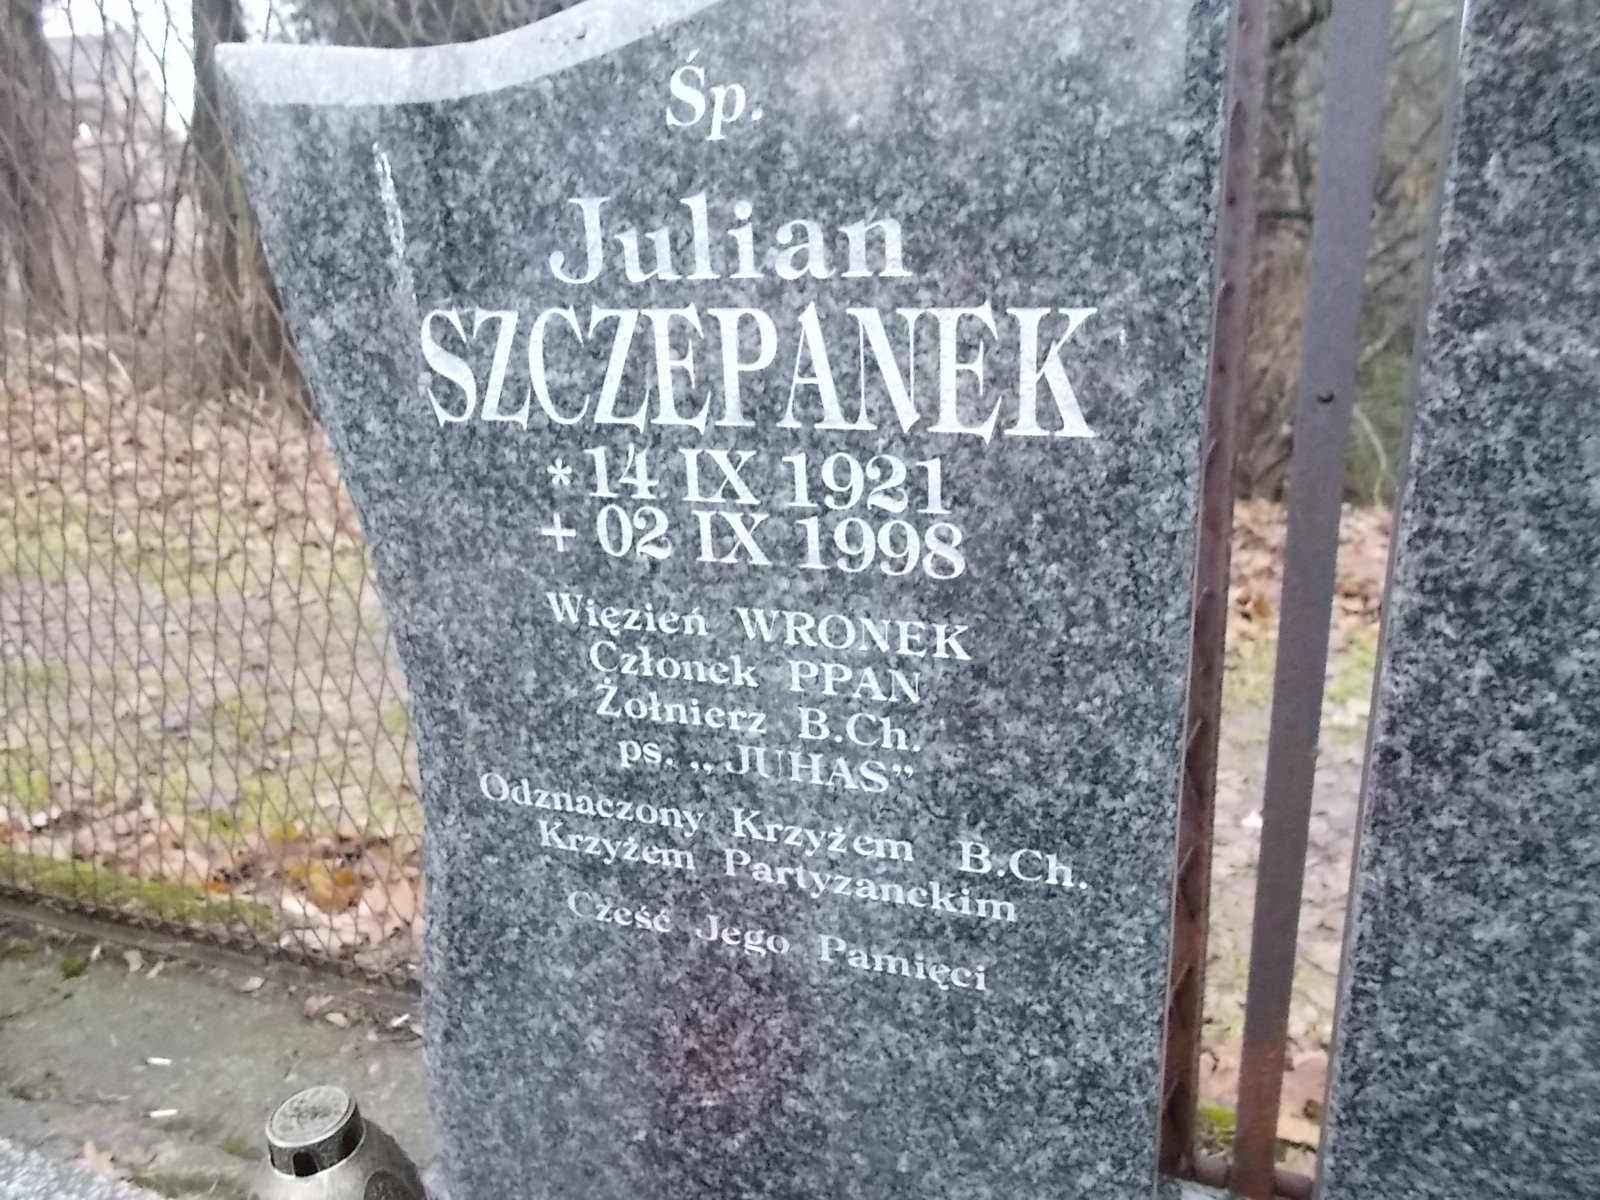 Śp.
Julian
SZCZEPANEK
* 14 IX 1921
+ 02 IX 1998
Więzień WRONEK
Członek PPAN
Żołnierz B.Ch.
ps. „JUHAS”
Odznaczony Krzyżem B.Ch.
Krzyżem Partyzanckim
Cześć Jego Pamięci